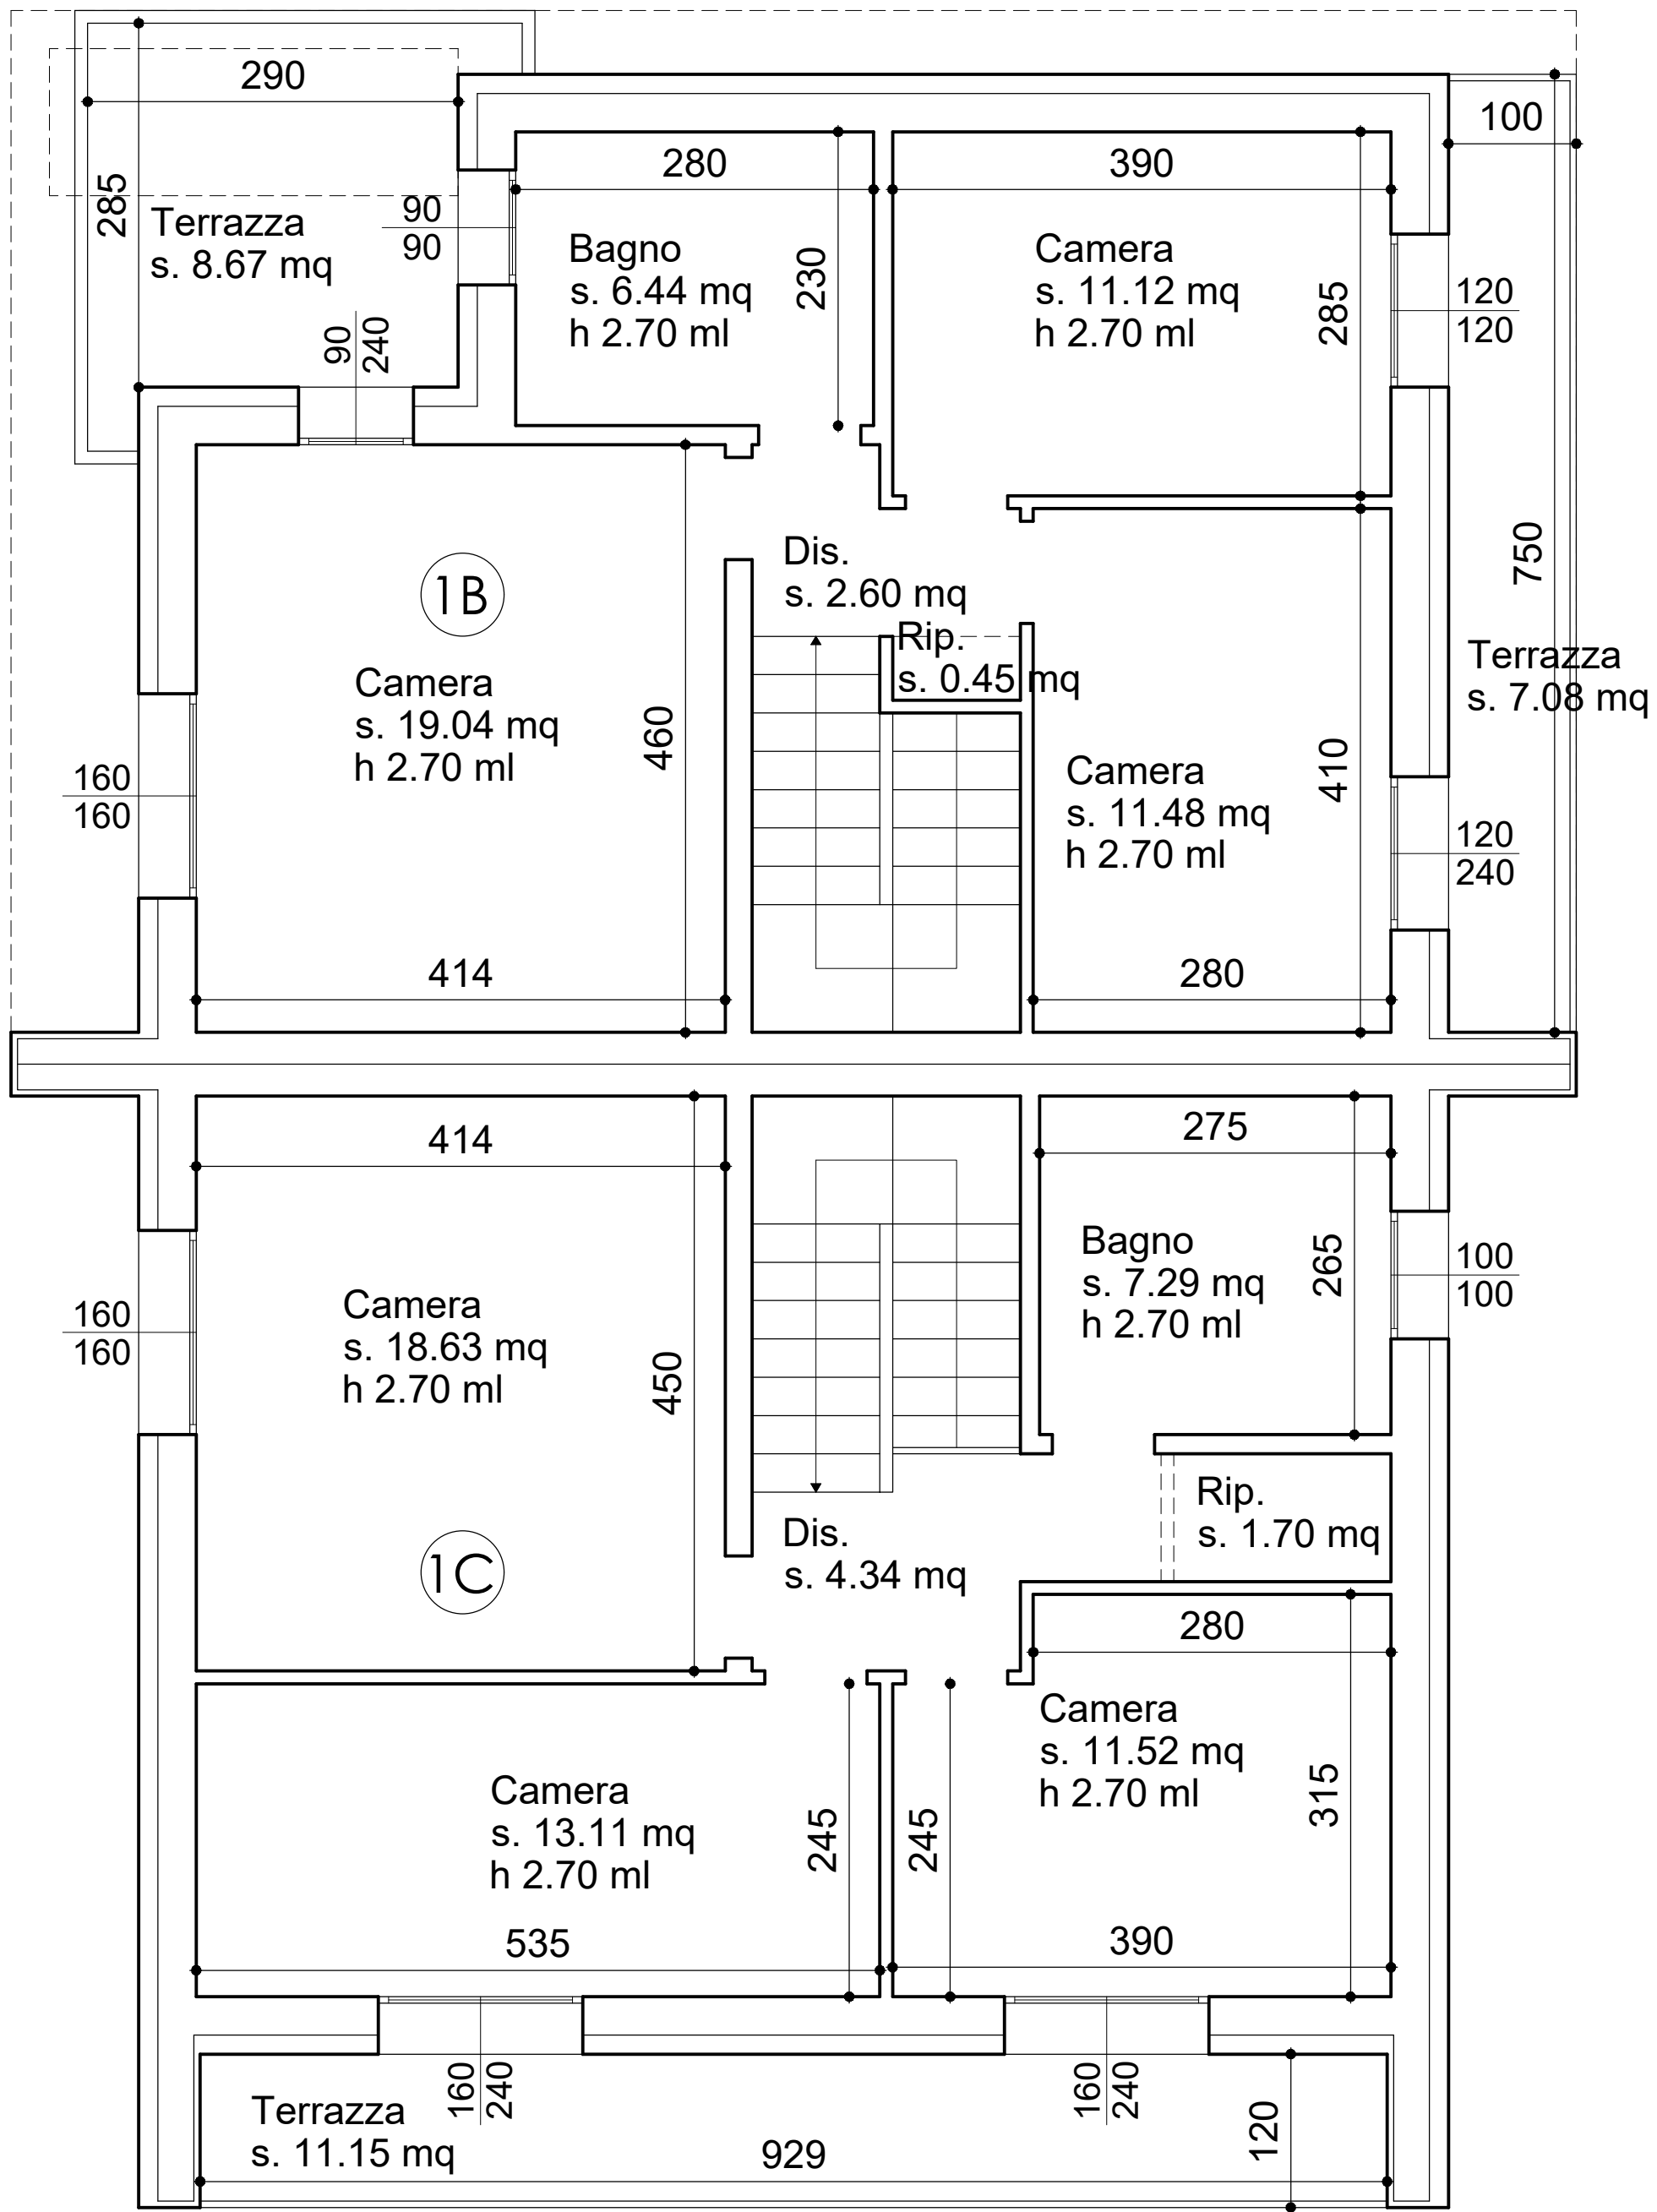 290
100
280
390
285
Terrazza
s. 8.67 mq
90
90
Bagno
s. 6.44 mq
h 2.70 ml
230
Camera
s. 11.12 mq
h 2.70 ml
285
120
120
90
240
750
Dis.
s. 2.60 mq
1B
Rip.
s. 0.45 mq
Terrazza
s. 7.08 mq
Camera
s. 19.04 mq
h 2.70 ml
460
Camera
s. 11.48 mq
h 2.70 ml
410
160
160
120
240
414
280
414
275
Bagno
s. 7.29 mq
h 2.70 ml
265
100
100
160
160
Camera
s. 18.63 mq
h 2.70 ml
450
Rip.
s. 1.70 mq
Dis.
s. 4.34 mq
1C
280
Camera
s. 11.52 mq
h 2.70 ml
315
Camera
s. 13.11 mq
h 2.70 ml
245
245
535
390
160
240
160
240
Terrazza
s. 11.15 mq
929
120